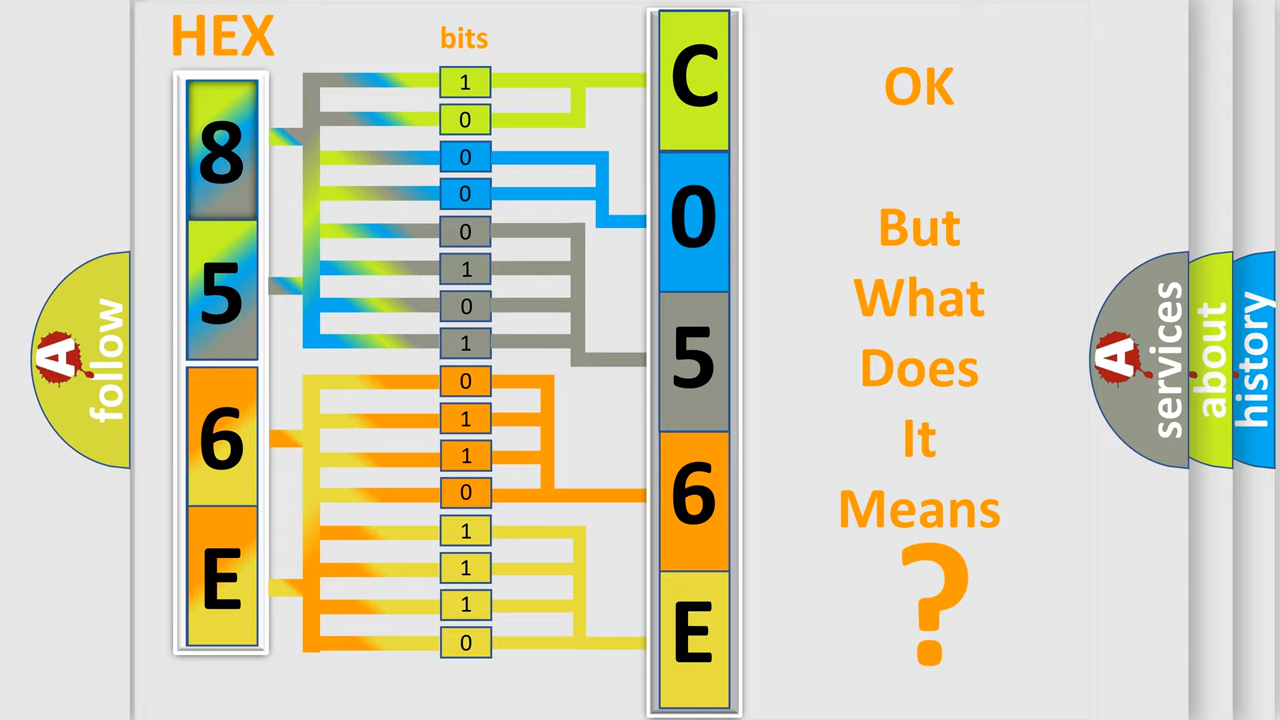 HEX
bits
8
5
6
E
1
0
0
0
0
1
0
1
0
1
1
0
1
1
1
0
C
0
5
6
E
OK
But
What
Does
It
Means
?
A
follow
A
services
about
history